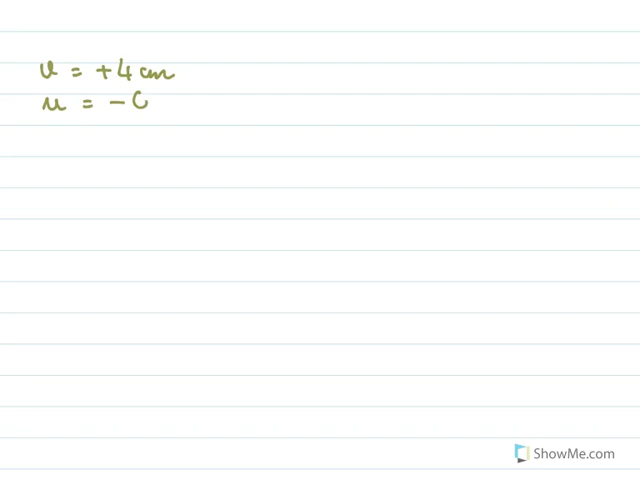 v = +4 cm
u = - C
ShowMe.com